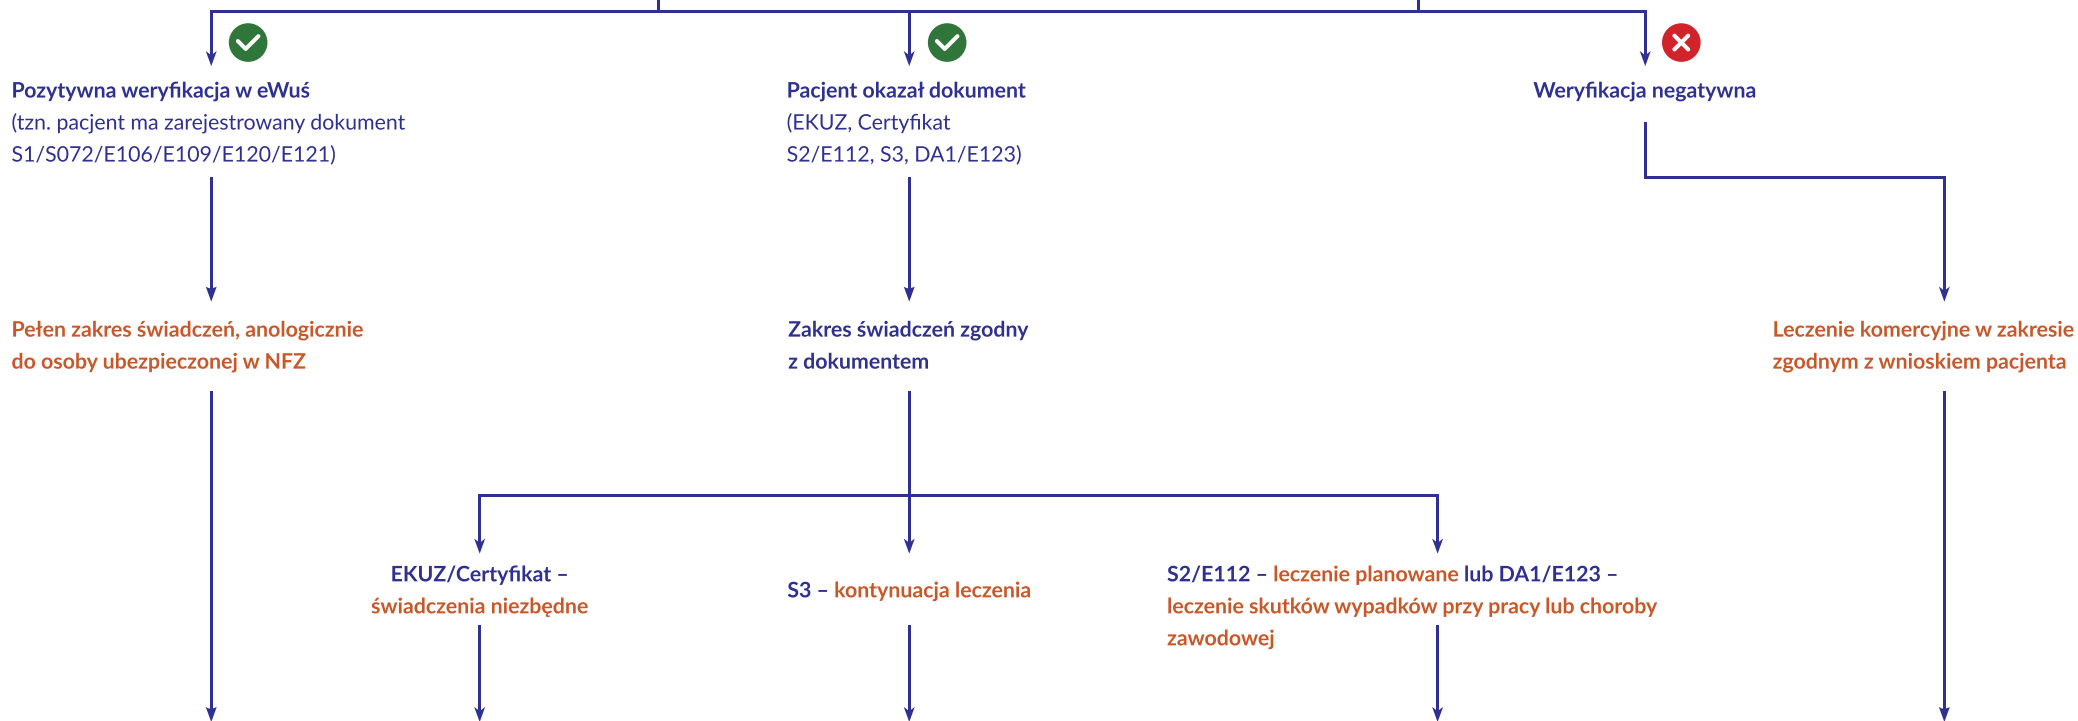 Pozytywna weryfikacja w eWuś
(tzn. pacjent ma zarejestrowany dokument
S1/S072/E106/E109/E120/E121)
Pacjent okazał dokument
(EKUZ, Certyfikat
S2/E112, S3, DA1/E123)
Weryfikacja negatywna
Pełen zakres świadczeń, anologicznie
do osoby ubezpieczonej w NFZ
Zakres świadczeń zgodny
z dokumentem
Leczenie komercyjne w zakresie
zgodnym z wnioskiem pacjenta
EKUZ/Certyfikat –
świadczenia niezbędne
S3 – kontynuacja leczenia
S2/E112 – leczenie planowane lub DA1/E123 –
leczenie skutków wypadków przy pracy lub choroby
zawodowej